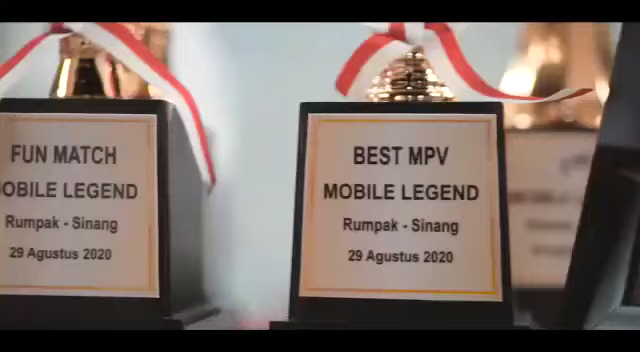 FUN MATCH
OBILE LEGEND
Rumpak - Sinang
29 Agustus 2020
BEST MPV
MOBILE LEGEND
Rumpak - Sinang
29 Agustus 2020